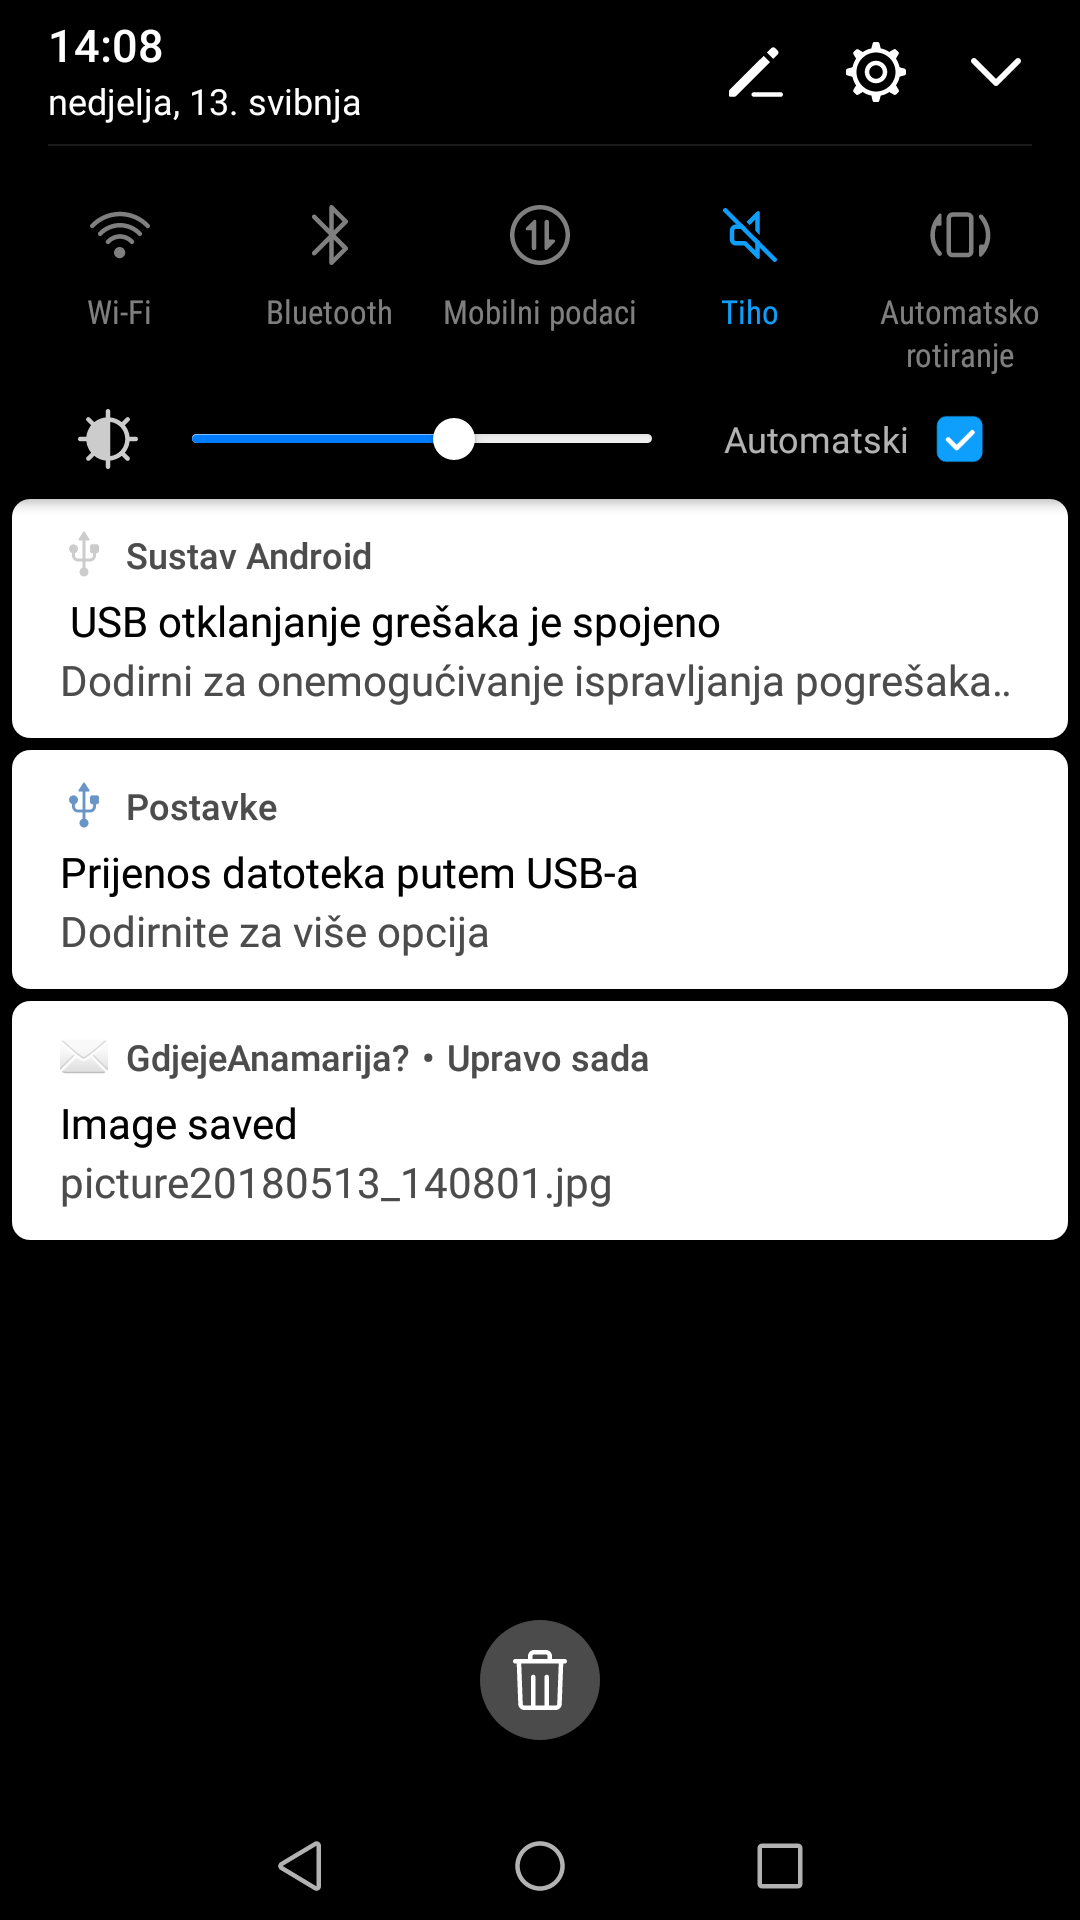 14:08
nedjelja, 13. svibnja
Wi-Fi
Bluetooth
Mobilni podaci
Tiho
Automatsko
rotiranje
Automatski
Sustav Android
USB otklanjanje grešaka je spojeno
Dodirni za onemogućivanje ispravljanja pogrešaka..
Postavke
Prijenos datoteka putem USB-a
Dodirnite za više opcija
GdjejeAnamarija? • Upravo sada
Image saved
picture20180513_140801.jpg